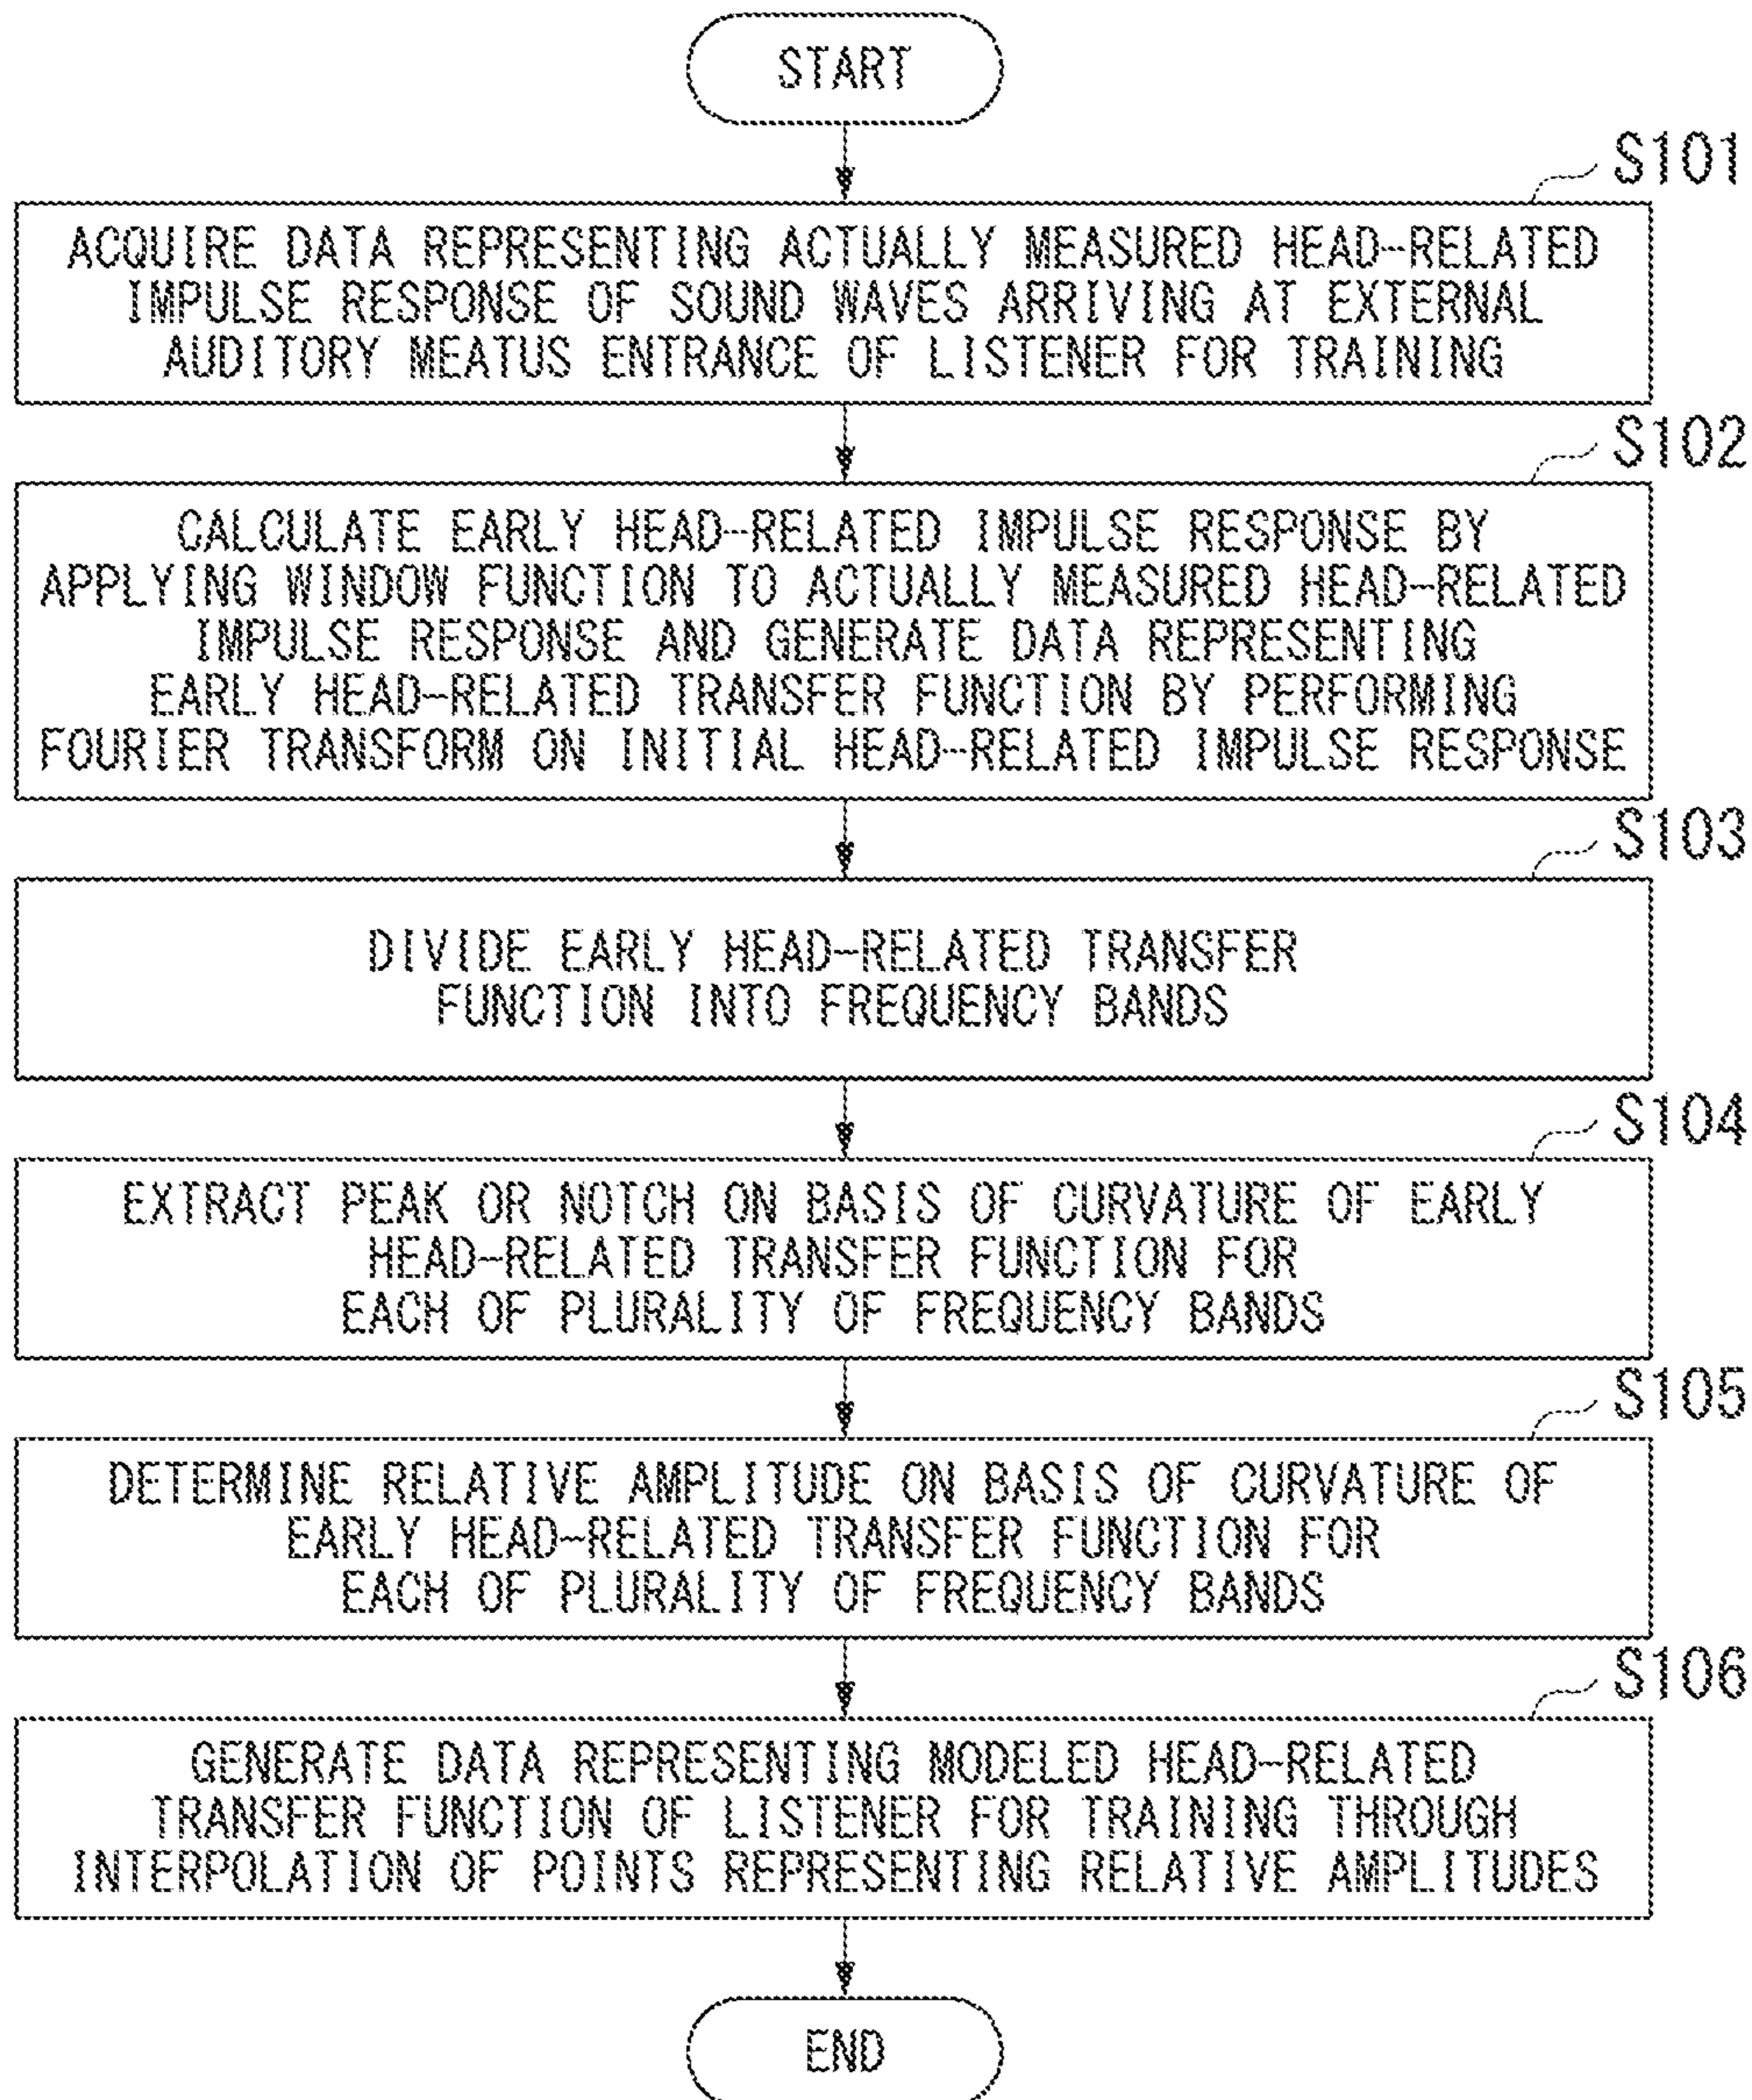 START
S101
ACQUIRE DATA REPRESENTING ACTUALLY MEASURED HEAD-RELATED
IMPULSE RESPONSE OF SOUND WAVES ARRIVING AT EXTERNAL
AUDITORY MEATUS ENTRANCE OF LISTENER FOR TRAINING
S102
CALCULATE EARLY HEAD-RELATED IMPULSE RESPONSE BY
APPLYING WINDOW FUNCTION TO ACTUALLY MEASURED HEAD-RELATED
IMPULSE RESPONSE AND GENERATE DATA REPRESENTING
EARLY HEAD-RELATED TRANSFER FUNCTION BY PERFORMING
FOURIER TRANSFORM ON INITIAL HEAD-RELATED IMPULSE RESPONSE
S103
DIVIDE EARLY HEAD-RELATED TRANSFER
FUNCTION INTO FREQUENCY BANDS
S104
EXTRACT PEAK OR NOTCH ON BASIS OF CURVATURE OF EARLY
HEAD-RELATED TRANSFER FUNCTION FOR
EACH OF PLURALITY OF FREQUENCY BANDS
S105
DETERMINE RELATIVE AMPLITUDE ON BASIS OF CURVATURE OF
EARLY HEAD-RELATED TRANSFER FUNCTION FOR
EACH OF PLURALITY OF FREQUENCY BANDS
S106
GENERATE DATA REPRESENTING MODELED HEAD-RELATED
TRANSFER FUNCTION OF LISTENER FOR TRAINING THROUGH
INTERPOLATION OF POINTS REPRESENTING RELATIVE AMPLITUDES
END